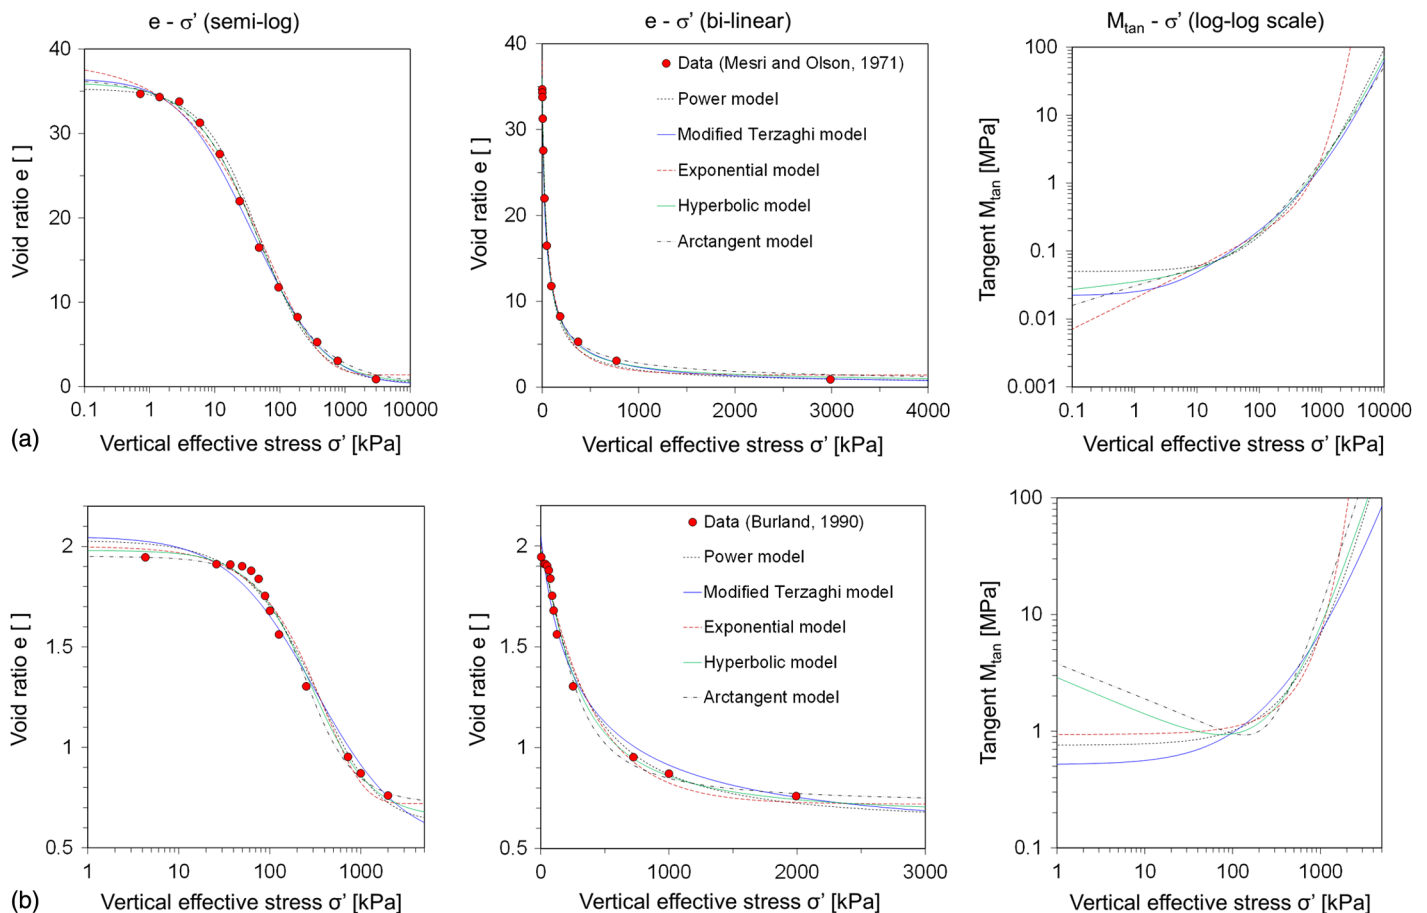 e - σ’ (semi-log)
e - σ’ (bi-linear)
M_tan - σ’ (log-log scale)
40
30
20
10
0
Void ratio e [ ]
0.1 1 10 100 1000 10000
Vertical effective stress σ’ [kPa]
(a)
40
30
20
10
0
Void ratio e [ ]
Data (Mesri and Olson, 1971)
Power model
Modified Terzaghi model
Exponential model
Hyperbolic model
Arctangent model
0 1000 2000 3000 4000
Vertical effective stress σ’ [kPa]
100
10
1
0.1
0.01
0.001
Tangent M_tan [MPa]
0.1 1 10 100 1000 10000
Vertical effective stress σ’ [kPa]
2
1.5
1
0.5
Void ratio e [ ]
1 10 100 1000
Vertical effective stress σ’ [kPa]
(b)
2
1.5
1
0.5
Void ratio e [ ]
Data (Burland, 1990)
Power model
Modified Terzaghi model
Exponential model
Hyperbolic model
Arctangent model
0 1000 2000 3000
Vertical effective stress σ’ [kPa]
100
10
1
0.1
Tangent M_tan [MPa]
1 10 100 1000
Vertical effective stress σ’ [kPa]